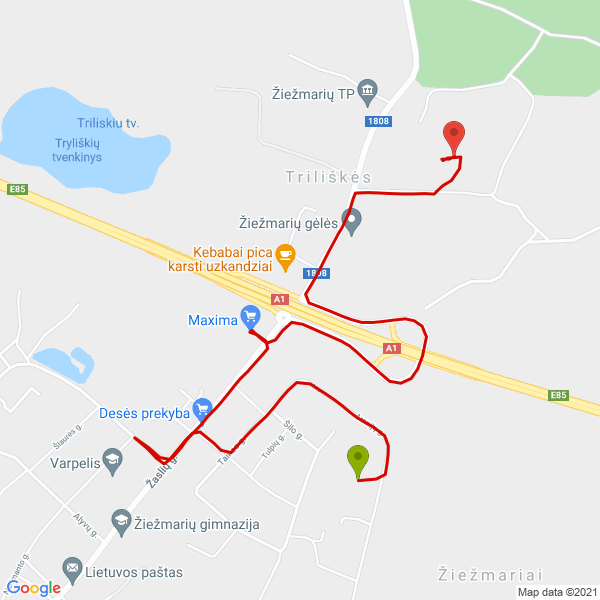 Žiežmarių TP
1808
Triliskiu tv.
Tryliškių
tvenkinys
Triliškės
E85
Žiežmarių gėlės
Kebabai pica
karsti uzkandziai
1808
A1
Maxima
A1
E85
Desės prekyba
Šilo g.
Šiaurės g.
Tulpių g.
Varpelis
Žaslių g.
Alyvų g.
Žiežmarių gimnazija
Lietuvos paštas
Žiežmariai
Google
Map data ©2021